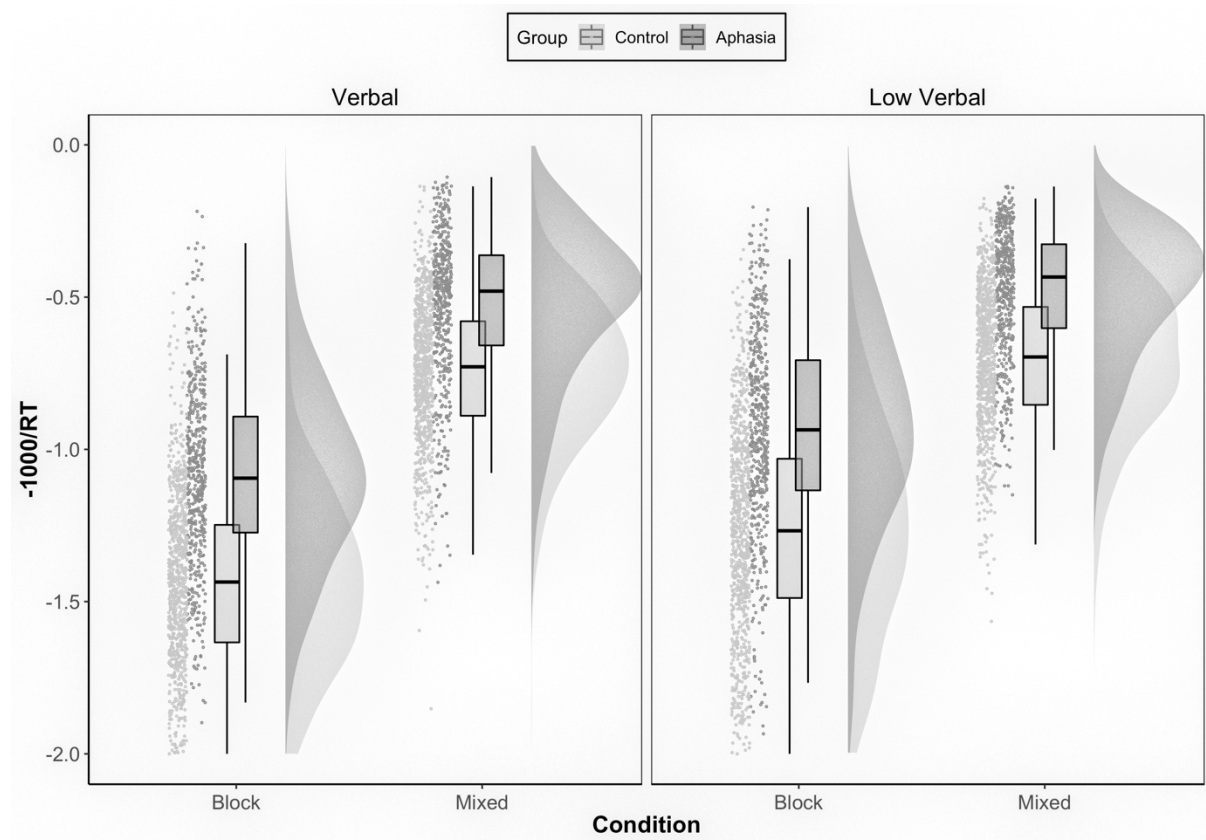 Group Control Aphasia
Verbal
Low Verbal
0.0
-0.5
-1.0
-1.5
-2.0
-1000/RT
Block
Mixed
Block
Mixed
Condition